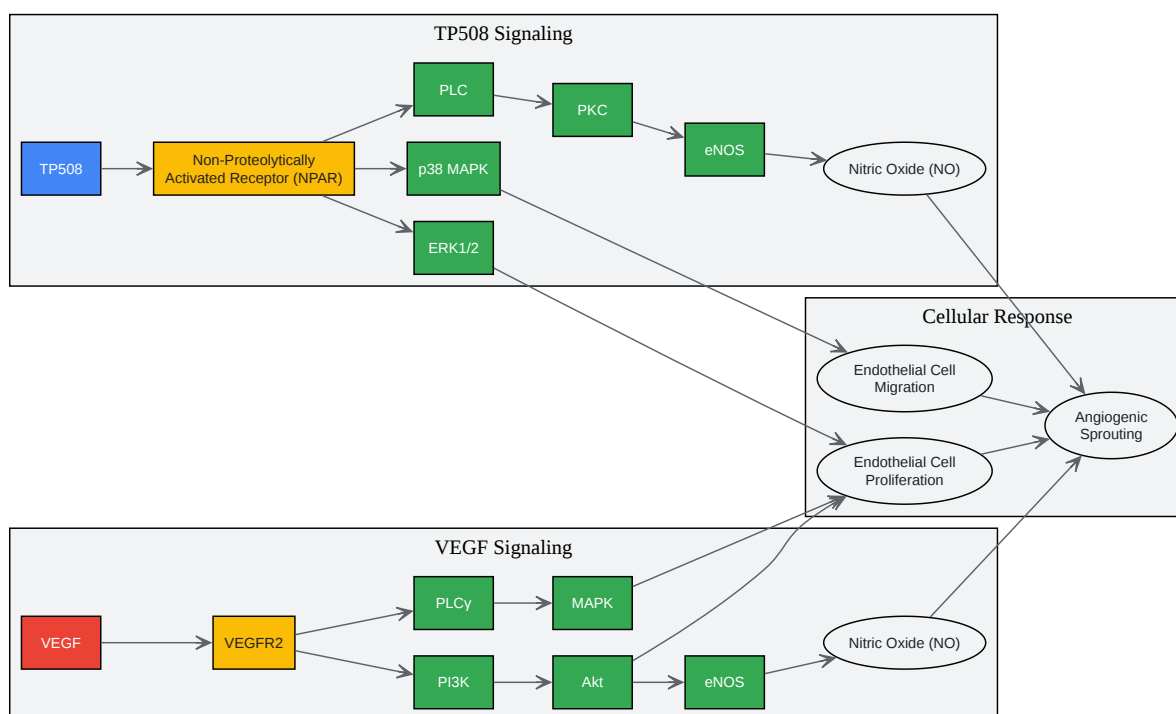 TP508 Signaling
PLC
PKC
eNOS
TP508
Non-Proteolytically
Activated Receptor (NPAR)
p38 MAPK
Nitric Oxide (NO)
ERK1/2
Cellular Response
Endothelial Cell
Migration
Angiogenic
Sprouting
Endothelial Cell
Proliferation
VEGF Signaling
PLCγ
MAPK
VEGF
VEGFR2
Nitric Oxide (NO)
PI3K
Akt
eNOS